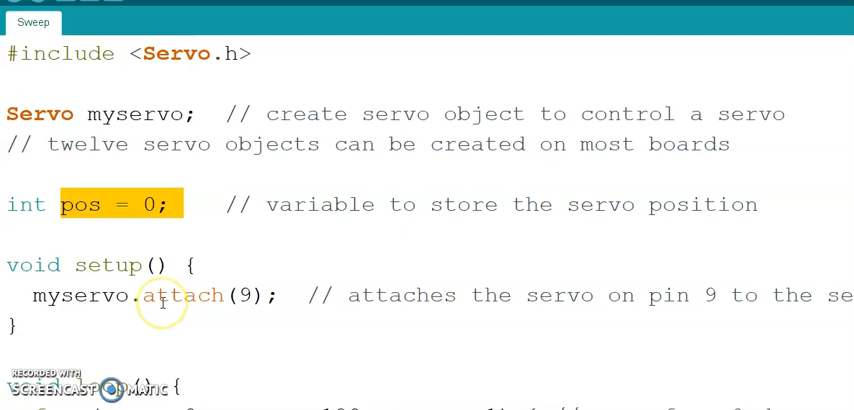 Sweep
#include <Servo.h>
Servo myservo;  // create servo object to control a servo
// twelve servo objects can be created on most boards
int pos = 0;    // variable to store the servo position
void setup() {
  myservo.attach(9);  // attaches the servo on pin 9 to the se
}
void loop() {
RECORDED WITH
SCREENCAST MATIC